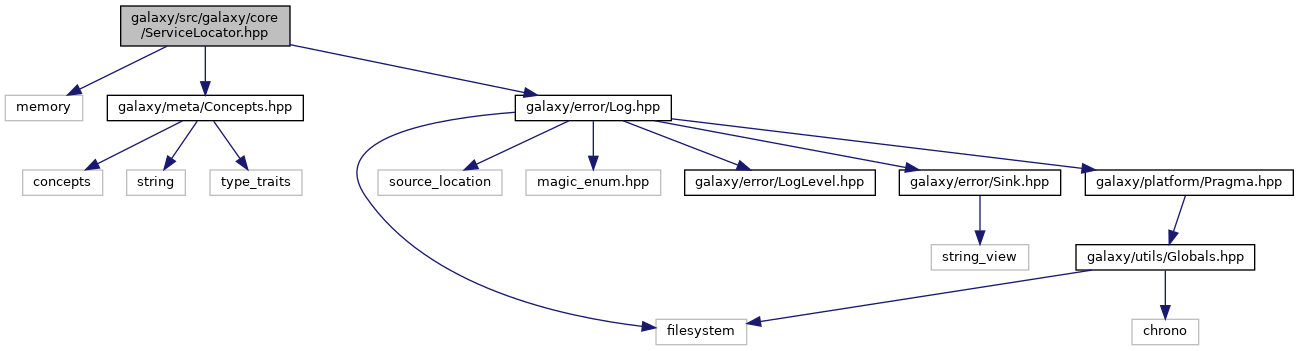 galaxy/src/galaxy/core
/ServiceLocator.hpp
memory
galaxy/meta/Concepts.hpp
galaxy/error/Log.hpp
concepts
string
type_traits
source_location
magic_enum.hpp
galaxy/error/LogLevel.hpp
galaxy/error/Sink.hpp
galaxy/platform/Pragma.hpp
string_view
galaxy/utils/Globals.hpp
filesystem
chrono